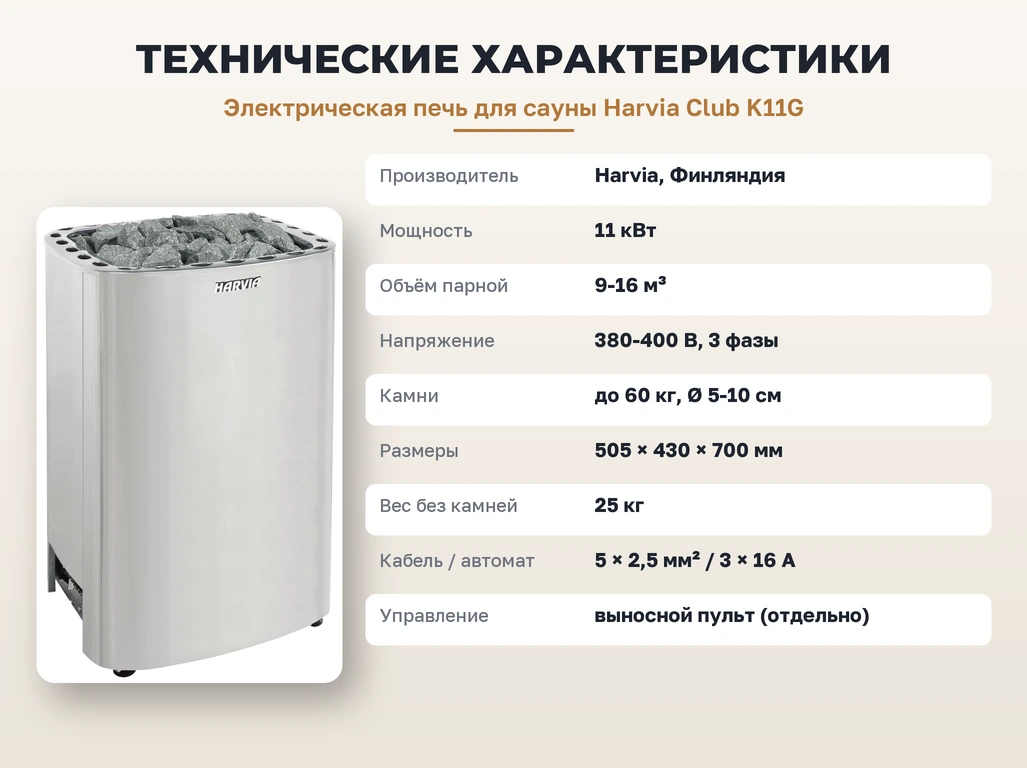 ТЕХНИЧЕСКИЕ ХАРАКТЕРИСТИКИ
Электрическая печь для сауны Harvia Club K11G
Производитель Harvia, Финляндия
Мощность 11 кВт
Объём парной 9-16 м³
Напряжение 380-400 В, 3 фазы
Камни до 60 кг, Ø 5-10 см
Размеры 505 × 430 × 700 мм
Вес без камней 25 кг
Кабель / автомат 5 × 2,5 мм² / 3 × 16 А
Управление выносной пульт (отдельно)
HARVIA